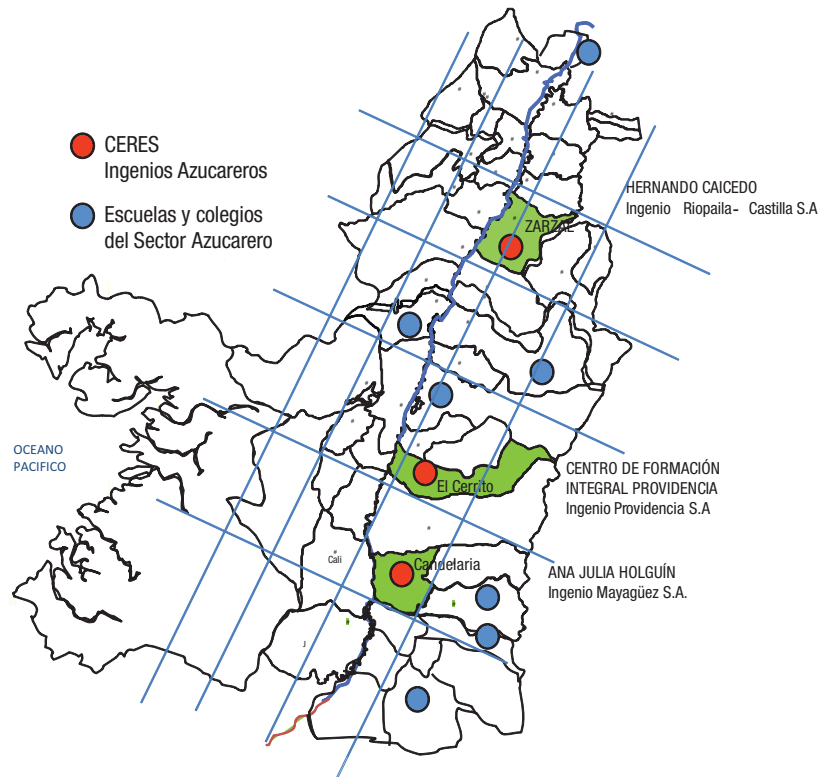 CERES
Ingenios Azucareros
Escuelas y colegios
del Sector Azucarero
HERNANDO CAICEDO
Ingenio Riopaila- Castilla S.A
ZARZAL
OCEANO
PACIFICO
CENTRO DE FORMACIÓN
INTEGRAL PROVIDENCIA
Ingenio Providencia S.A
El Cerrito
Cali
Candelaria
ANA JULIA HOLGUÍN
Ingenio Mayagüez S.A.
J